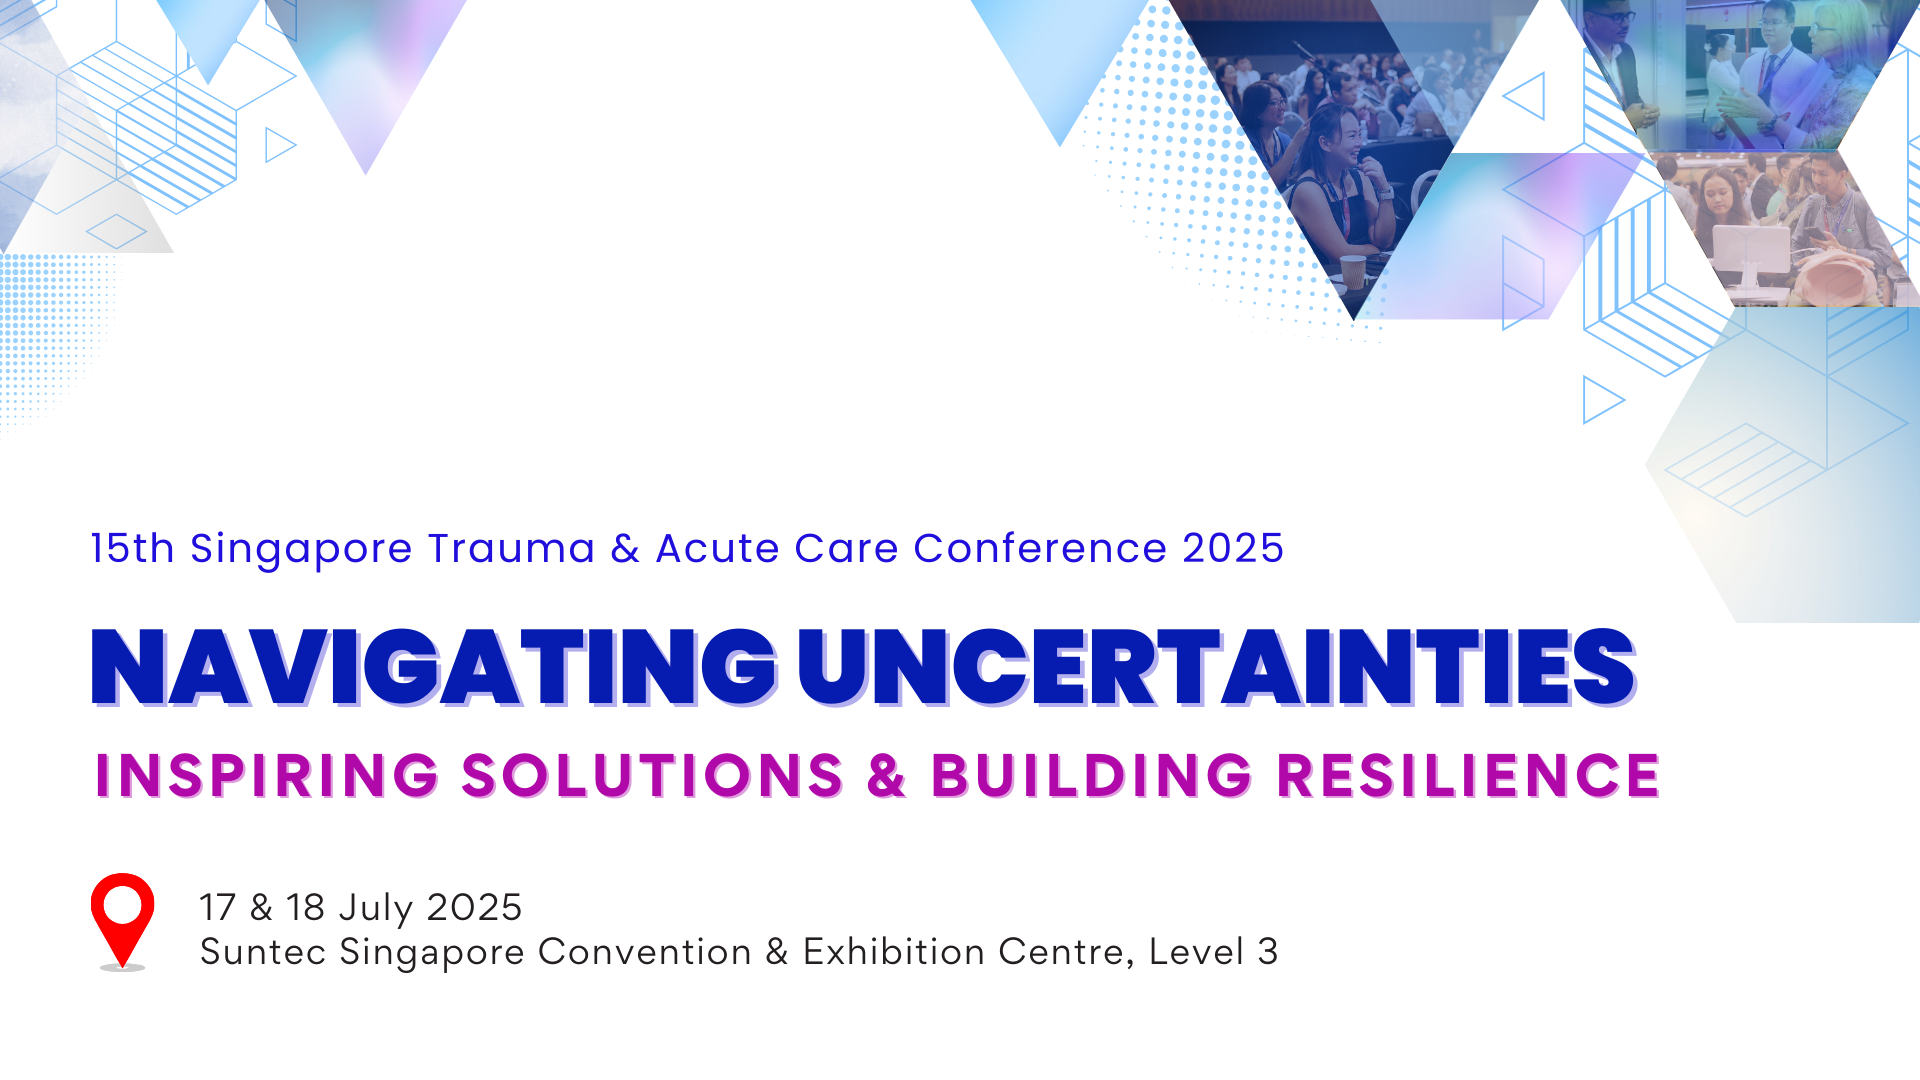 15th Singapore Trauma & Acute Care Conference 2025
NAVIGATING UNCERTAINTIES
INSPIRING SOLUTIONS & BUILDING RESILIENCE
17 & 18 July 2025
Suntec Singapore Convention & Exhibition Centre, Level 3